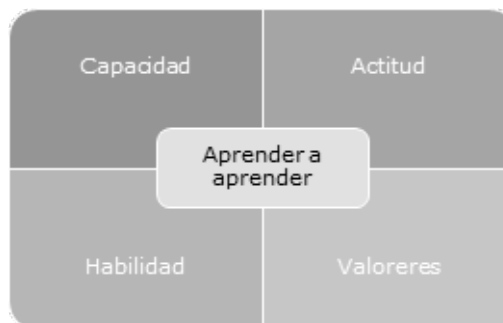 Capacidad
Actitud
Aprender a
aprender
Habilidad
Valoreres